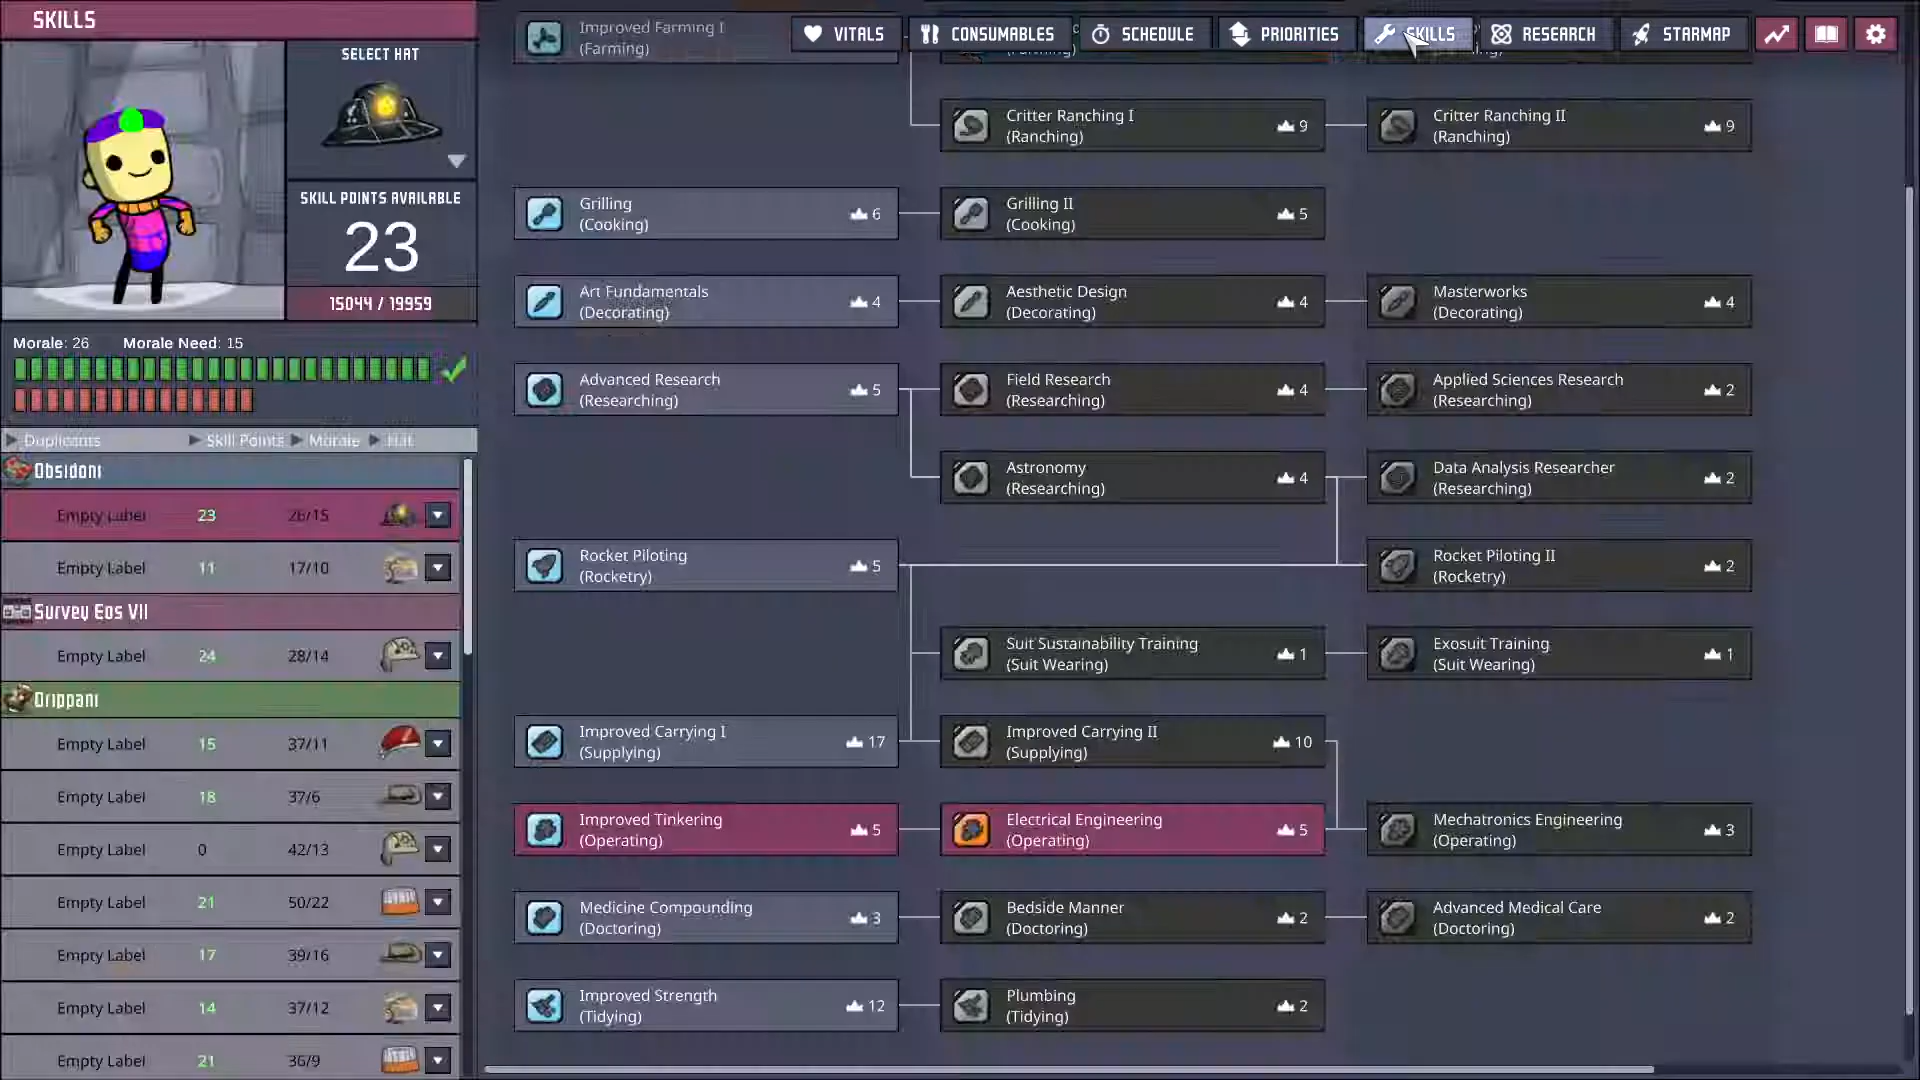 SKILLS
SELECT HAT
SKILL POINTS AVAILABLE
23
15044 / 19959
Morale: 26 Morale Need: 15
Duplicants Skill Points Morale Hat
Obsidoni
Empty Label 23 26/15
Empty Label 11 17/10
Survey Eos VII
Empty Label 24 28/14
Drippani
Empty Label 15 37/11
Empty Label 18 37/6
Empty Label 0 42/13
Empty Label 21 50/22
Empty Label 17 39/16
Empty Label 14 37/12
Empty Label 21 36/9
VITALS CONSUMABLES SCHEDULE PRIORITIES SKILLS RESEARCH STARMAP
Improved Farming I
(Farming)
Critter Ranching I
(Ranching)
9
Critter Ranching II
(Ranching)
9
Grilling
(Cooking)
6
Grilling II
(Cooking)
5
Art Fundamentals
(Decorating)
4
Aesthetic Design
(Decorating)
4
Masterworks
(Decorating)
4
Advanced Research
(Researching)
5
Field Research
(Researching)
4
Applied Sciences Research
(Researching)
2
Astronomy
(Researching)
4
Data Analysis Researcher
(Researching)
2
Rocket Piloting
(Rocketry)
5
Rocket Piloting II
(Rocketry)
2
Suit Sustainability Training
(Suit Wearing)
1
Exosuit Training
(Suit Wearing)
1
Improved Carrying I
(Supplying)
17
Improved Carrying II
(Supplying)
10
Improved Tinkering
(Operating)
5
Electrical Engineering
(Operating)
5
Mechatronics Engineering
(Operating)
3
Medicine Compounding
(Doctoring)
3
Bedside Manner
(Doctoring)
2
Advanced Medical Care
(Doctoring)
2
Improved Strength
(Tidying)
12
Plumbing
(Tidying)
2